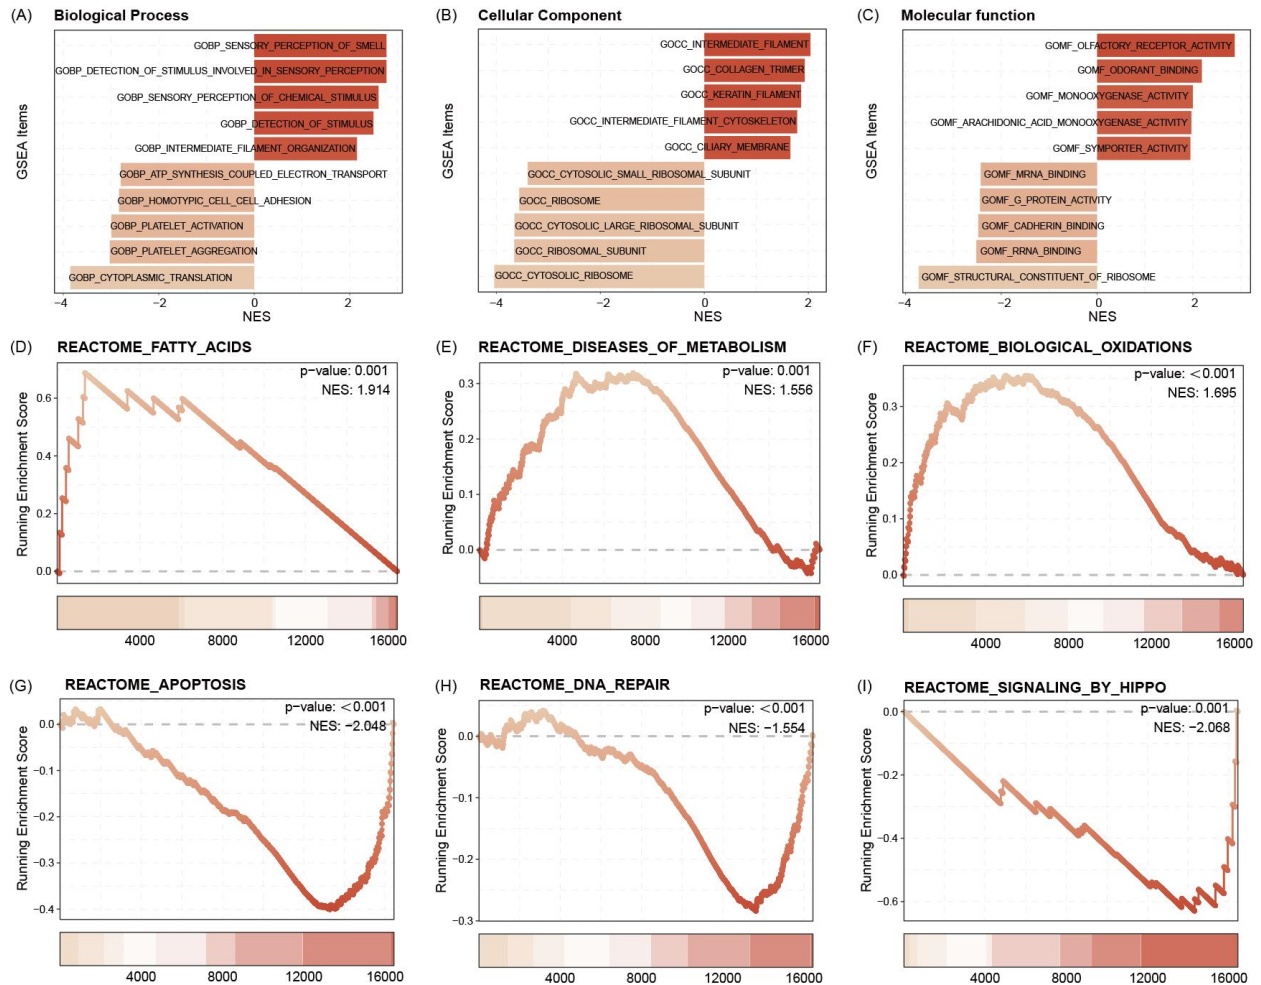 (A) Biological Process
GSEA Items
GOBP_SENSORY_PERCEPTION_OF_SMELL
GOBP_DETECTION_OF_STIMULUS_INVOLVED_IN_SENSORY_PERCEPTION
GOBP_SENSORY_PERCEPTION_OF_CHEMICAL_STIMULUS
GOBP_DETECTION_OF_STIMULUS
GOBP_INTERMEDIATE_FILAMENT_ORGANIZATION
GOBP_ATP_SYNTHESIS_COUPLED_ELECTRON_TRANSPORT
GOBP_HOMOTYPIC_CELL_CELL_ADHESION
GOBP_PLATELET_ACTIVATION
GOBP_PLATELET_AGGREGATION
GOBP_CYTOPLASMIC_TRANSLATION
−4 −2 0 2
NES
(B) Cellular Component
GSEA Items
GOCC_INTERMEDIATE_FILAMENT
GOCC_COLLAGEN_TRIMER
GOCC_KERATIN_FILAMENT
GOCC_INTERMEDIATE_FILAMENT_CYTOSKELETON
GOCC_CILIARY_MEMBRANE
GOCC_CYTOSOLIC_SMALL_RIBOSOMAL_SUBUNIT
GOCC_RIBOSOME
GOCC_CYTOSOLIC_LARGE_RIBOSOMAL_SUBUNIT
GOCC_RIBOSOMAL_SUBUNIT
GOCC_CYTOSOLIC_RIBOSOME
−4 −2 0 2
NES
(C) Molecular function
GSEA Items
GOMF_OLFACTORY_RECEPTOR_ACTIVITY
GOMF_ODORANT_BINDING
GOMF_MONOOXYGENASE_ACTIVITY
GOMF_ARACHIDONIC_ACID_MONOOXYGENASE_ACTIVITY
GOMF_SYMPORTER_ACTIVITY
GOMF_MRNA_BINDING
GOMF_G_PROTEIN_ACTIVITY
GOMF_CADHERIN_BINDING
GOMF_RRNA_BINDING
GOMF_STRUCTURAL_CONSTITUENT_OF_RIBOSOME
−4 −2 0 2
NES
(D) REACTOME_FATTY_ACIDS
p-value: 0.001
NES: 1.914
Running Enrichment Score
0.6
0.4
0.2
0.0
4000 8000 12000 16000
(E) REACTOME_DISEASES_OF_METABOLISM
p-value: 0.001
NES: 1.556
Running Enrichment Score
0.3
0.2
0.1
0.0
4000 8000 12000 16000
(F) REACTOME_BIOLOGICAL_OXIDATIONS
p-value: <0.001
NES: 1.695
Running Enrichment Score
0.3
0.2
0.1
0.0
4000 8000 12000 16000
(G) REACTOME_APOPTOSIS
p-value: <0.001
NES: −2.048
Running Enrichment Score
0.0
−0.1
−0.2
−0.3
−0.4
4000 8000 12000 16000
(H) REACTOME_DNA_REPAIR
p-value: <0.001
NES: −1.554
Running Enrichment Score
0.0
−0.1
−0.2
−0.3
4000 8000 12000 16000
(I) REACTOME_SIGNALING_BY_HIPPO
p-value: 0.001
NES: −2.068
Running Enrichment Score
0.0
−0.2
−0.4
−0.6
4000 8000 12000 16000